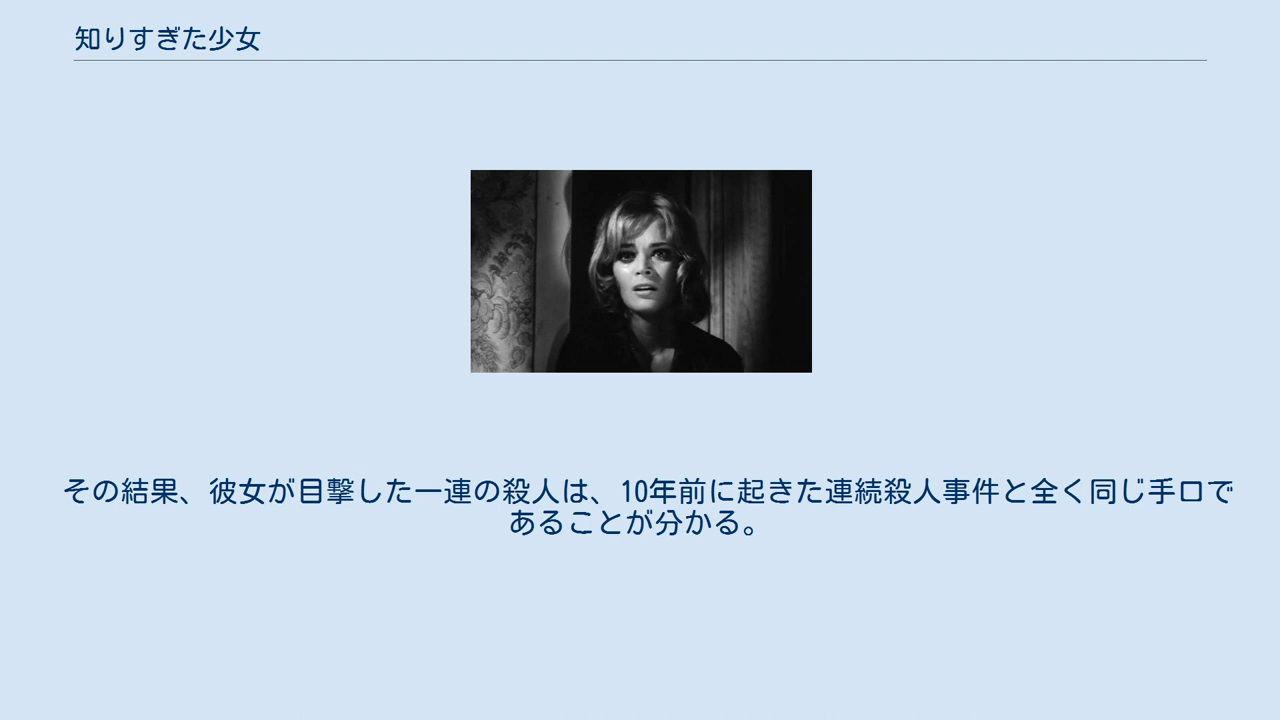 知りすぎた少女
その結果、彼女が目撃した一連の殺人は、10年前に起きた連続殺人事件と全く同じ手口で
あることが分かる。